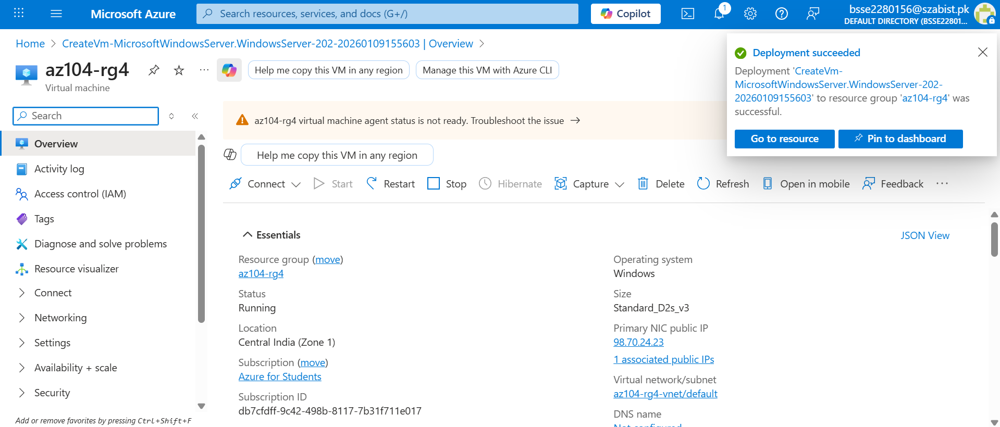 Microsoft Azure
Search resources, services, and docs (G+/)
Copilot
1
bsse2280156@szabist.pk
DEFAULT DIRECTORY (BSSE22801...
Home > CreateVm-MicrosoftWindowsServer.WindowsServer-202-20260109155603 | Overview >
az104-rg4
Virtual machine
Help me copy this VM in any region
Manage this VM with Azure CLI
Deployment succeeded
Deployment 'CreateVm-
MicrosoftWindowsServer.WindowsServer-202-
20260109155603' to resource group 'az104-rg4' was
successful.
Go to resource
Pin to dashboard
Search
Overview
Activity log
Access control (IAM)
Tags
Diagnose and solve problems
Resource visualizer
Connect
Networking
Settings
Availability + scale
Security
Add or remove favorites by pressing Ctrl+Shift+F
az104-rg4 virtual machine agent status is not ready. Troubleshoot the issue →
Help me copy this VM in any region
Connect
Start
Restart
Stop
Hibernate
Capture
Delete
Refresh
Open in mobile
Feedback
Essentials
JSON View
Resource group (move)
az104-rg4
Status
Running
Location
Central India (Zone 1)
Subscription (move)
Azure for Students
Subscription ID
db7cfdff-9c42-498b-8117-7b31f711e017
Operating system
Windows
Size
Standard_D2s_v3
Primary NIC public IP
98.70.24.23
1 associated public IPs
Virtual network/subnet
az104-rg4-vnet/default
DNS name
Not configured